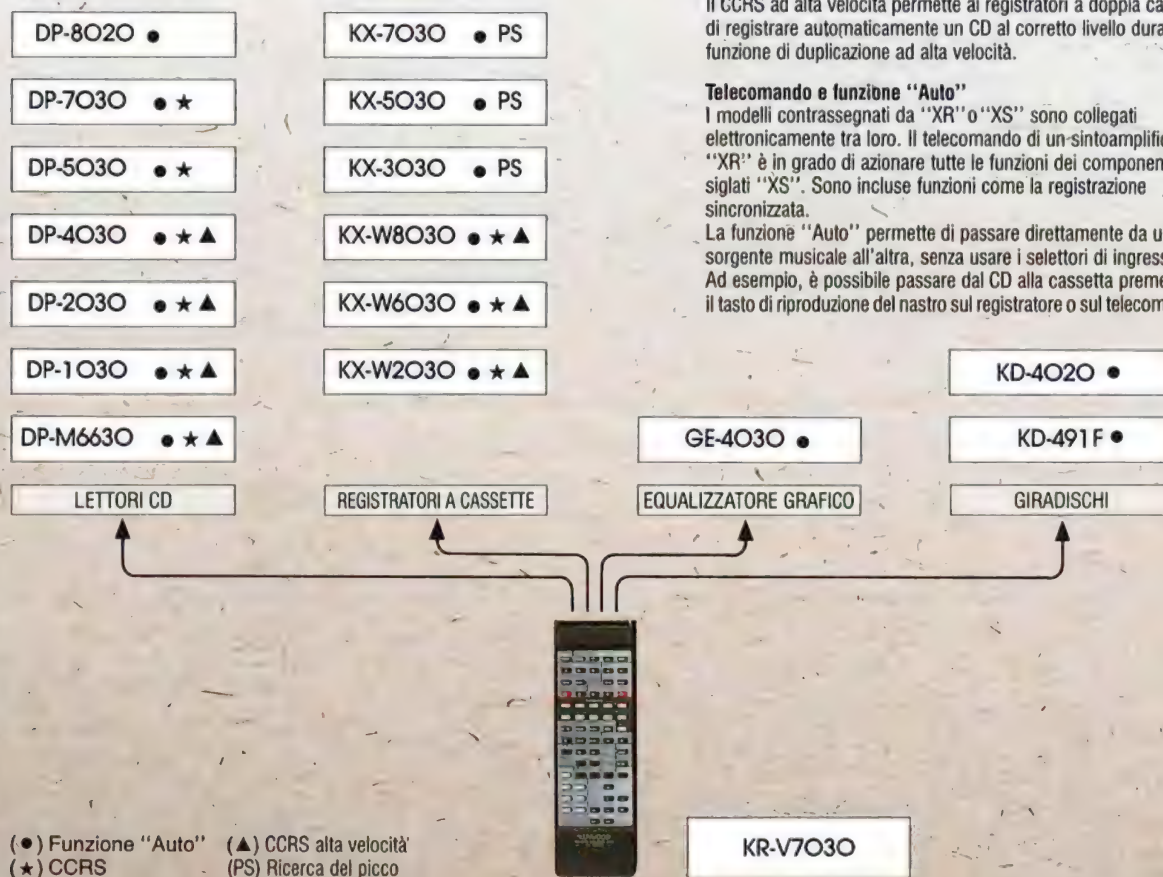 Il CCRS ad alta velocità permette ai registratori a doppia
di registrare automaticamente un CD al corretto livello
funzione di duplicazione ad alta velocità.
Telecomando e funzione "Auto"
I modelli contrassegnati da "XR" o "XS" sono collegati
elettronicamente tra loro. Il telecomando di un sintoamplific
"XR" è in grado di azionare tutte le funzioni dei component
siglati "XS". Sono incluse funzioni come la registrazione
sincronizzata.
La funzione "Auto" permette di passare direttamente da u
sorgente musicale all'altra, senza usare i selettori di ingress
Ad esempio, è possibile passare dal CD alla cassetta preme
il tasto di riproduzione del nastro sul registratore o sul telecom
DP-8020 ●
DP-7030 ● ★
DP-5030 ● ★
DP-4030 ● ★ ▲
DP-2030 ● ★ ▲
DP-1030 ● ★ ▲
DP-M6630 ● ★ ▲
LETTORI CD
KX-7030 ● PS
KX-5030 ● PS
KX-3030 ● PS
KX-W8030 ● ★ ▲
KX-W6030 ● ★ ▲
KX-W2030 ● ★ ▲
REGISTRATORI A CASSETTE
GE-4030 ●
EQUALIZZATORE GRAFICO
KD-4020 ●
KD-491F ●
GIRADISCHI
(●) Funzione "Auto" (▲) CCRS alta velocità
(★) CCRS (PS) Ricerca del picco
KR-V7030